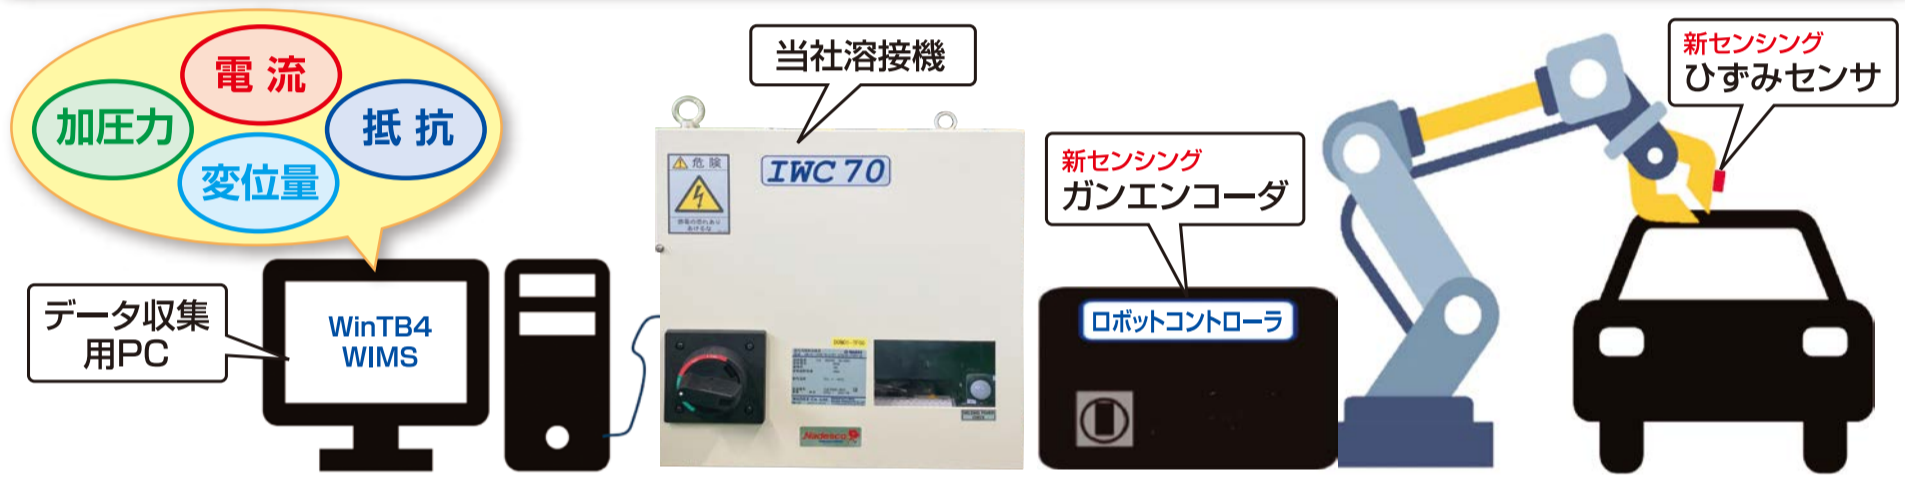 電流
加圧力
抵抗
変位量
データ収集
用PC
WinTB4
WIMS
当社溶接機
危険
IWC 70
新センシング
ガンエンコーダ
ロボットコントローラ
新センシング
ひずみセンサ
Nadesco